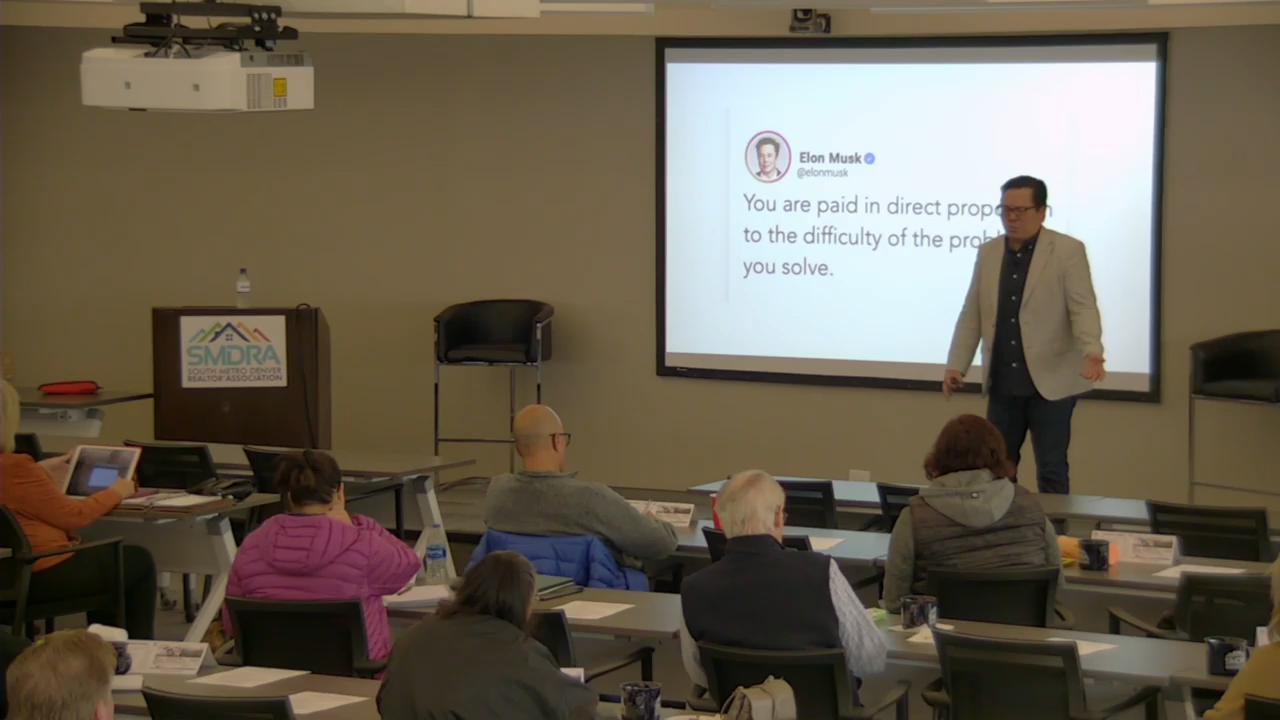 Elon Musk
@elonmusk
You are paid in direct
to the difficulty of the
you solve.
SMDRA
SOUTH METRO DENVER
REALTOR® ASSOCIATION